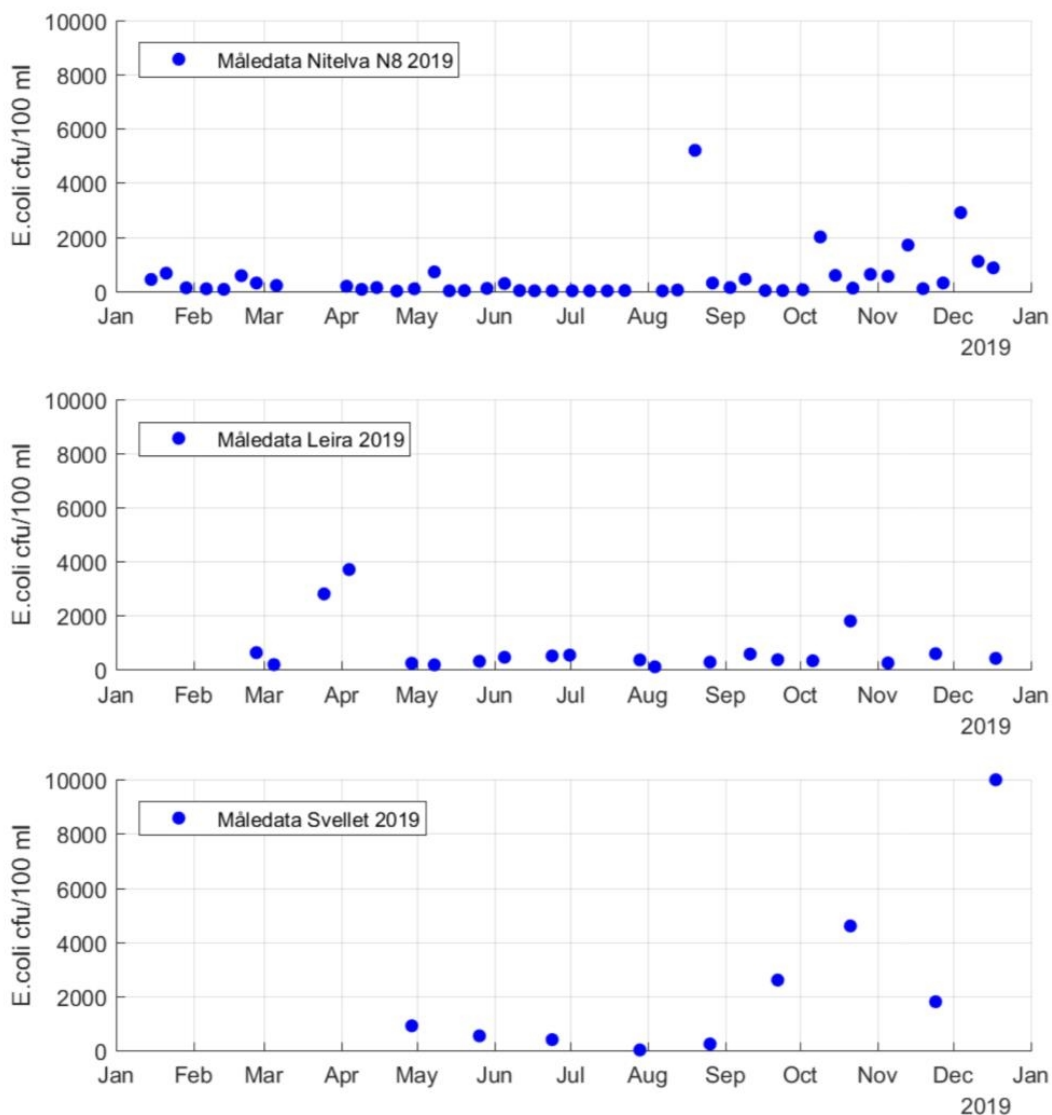 10000
Måledata Nitelva N8 2019
8000
6000
4000
2000
0
E.coli cfu/100 ml
Jan Feb Mar Apr May Jun Jul Aug Sep Oct Nov Dec Jan
2019
10000
Måledata Leira 2019
8000
6000
4000
2000
0
E.coli cfu/100 ml
Jan Feb Mar Apr May Jun Jul Aug Sep Oct Nov Dec Jan
2019
10000
Måledata Svellet 2019
8000
6000
4000
2000
0
E.coli cfu/100 ml
Jan Feb Mar Apr May Jun Jul Aug Sep Oct Nov Dec Jan
2019